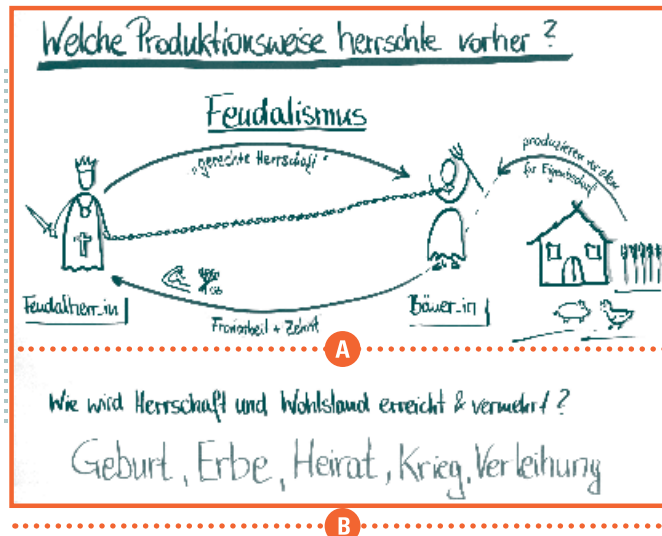 Welche Produktionsweise herrschte vorher?
Feudalismus
„gerechte Herrschaft“
produzieren vor allem
für Eigenbedarf
Feudalherr_in
Bäuer_in
Fronarbeit + Zehnt
A
Wie wird Herrschaft und Wohlstand erreicht & vermehrt?
Geburt, Erbe, Heirat, Krieg, Verleihung
B